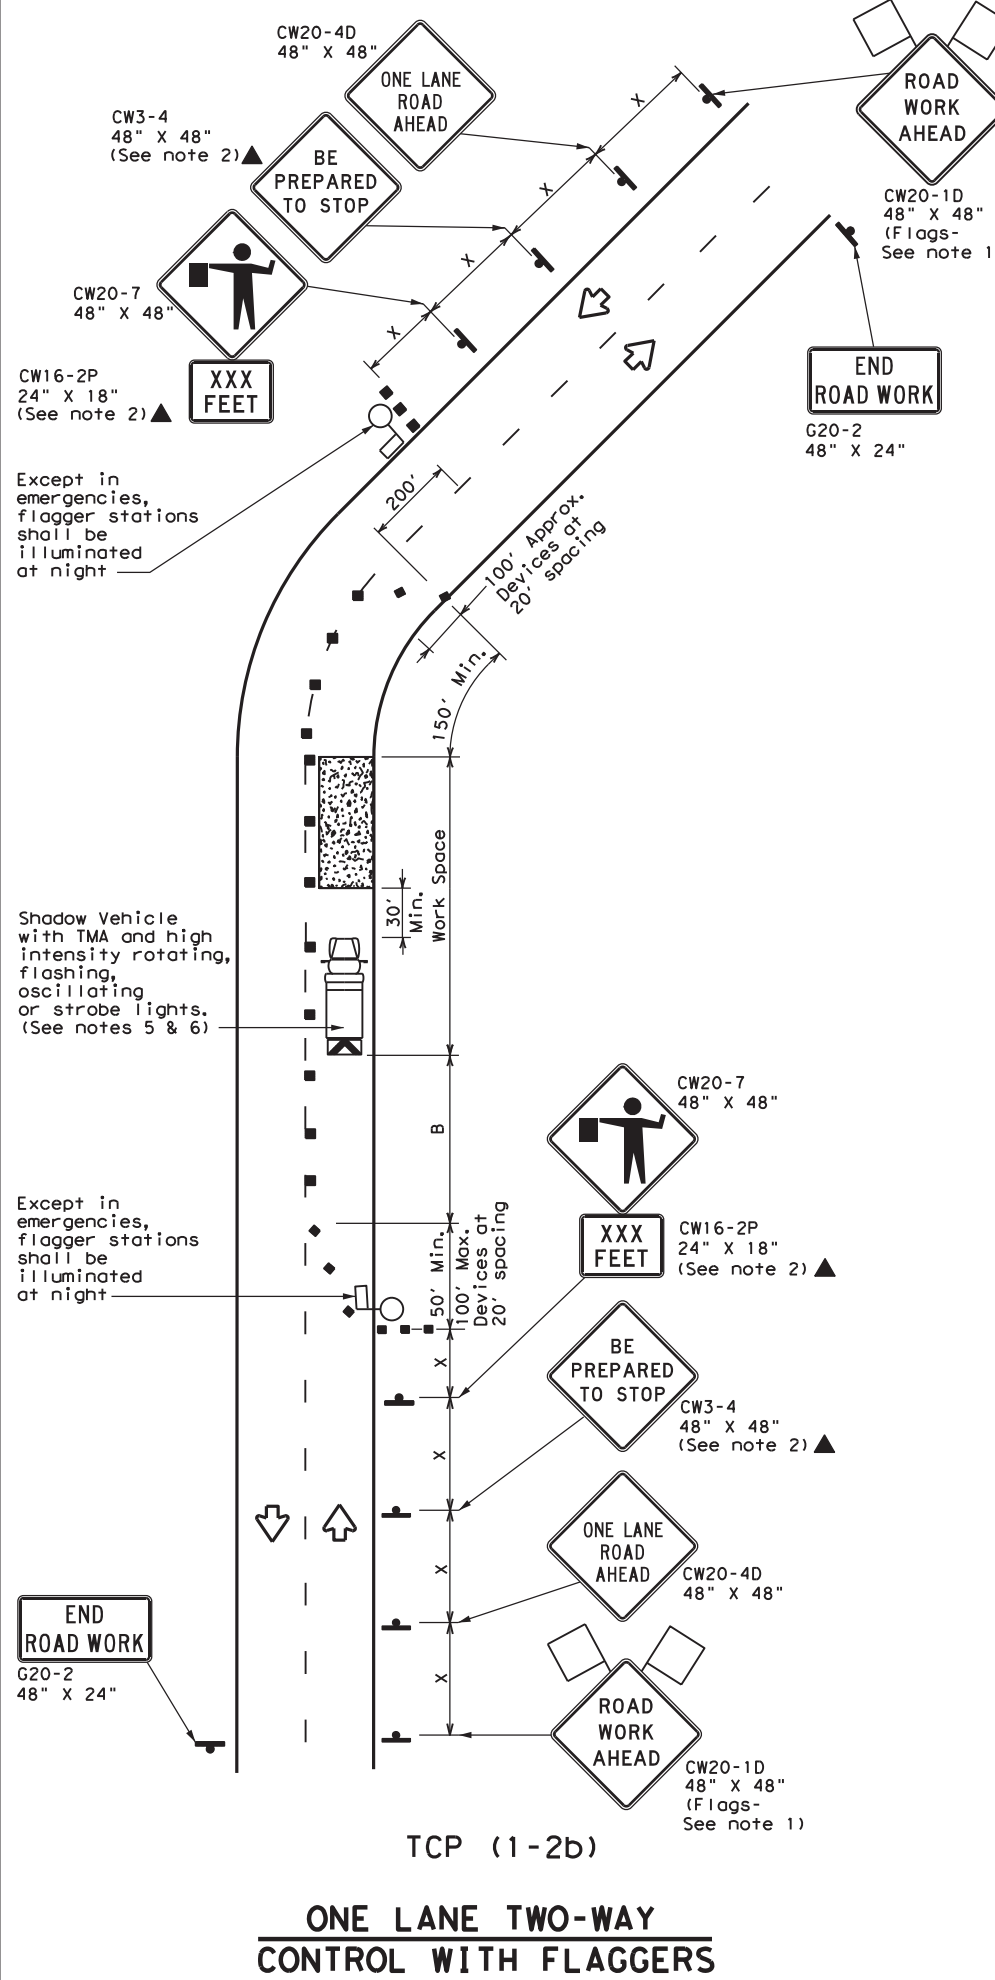 CW20-4D
48" X 48"
ONE LANE
ROAD
AHEAD
ROAD
WORK
AHEAD
CW20-1D
48" X 48"
(Flags-
See note 1
CW3-4
48" X 48"
(See note 2)
BE
PREPARED
TO STOP
X
X
X
X
CW20-7
48" X 48"
CW16-2P
24" X 18"
(See note 2)
XXX
FEET
END
ROAD WORK
G20-2
48" X 24"
Except in
emergencies,
flagger stations
shall be
illuminated
at night
200'
100' Approx.
Devices at
20' spacing
150' Min.
Work Space
30'
Min.
Shadow Vehicle
with TMA and high
intensity rotating,
flashing,
oscillating
or strobe lights.
(See notes 5 & 6)
B
CW20-7
48" X 48"
XXX
FEET
CW16-2P
24" X 18"
(See note 2)
Except in
emergencies,
flagger stations
shall be
illuminated
at night
50' Min.
100' Max.
Devices at
20' spacing
X
X
X
X
BE
PREPARED
TO STOP
CW3-4
48" X 48"
(See note 2)
ONE LANE
ROAD
AHEAD
CW20-4D
48" X 48"
END
ROAD WORK
G20-2
48" X 24"
ROAD
WORK
AHEAD
CW20-1D
48" X 48"
(Flags-
See note 1)
TCP (1-2b)
ONE LANE TWO-WAY
CONTROL WITH FLAGGERS